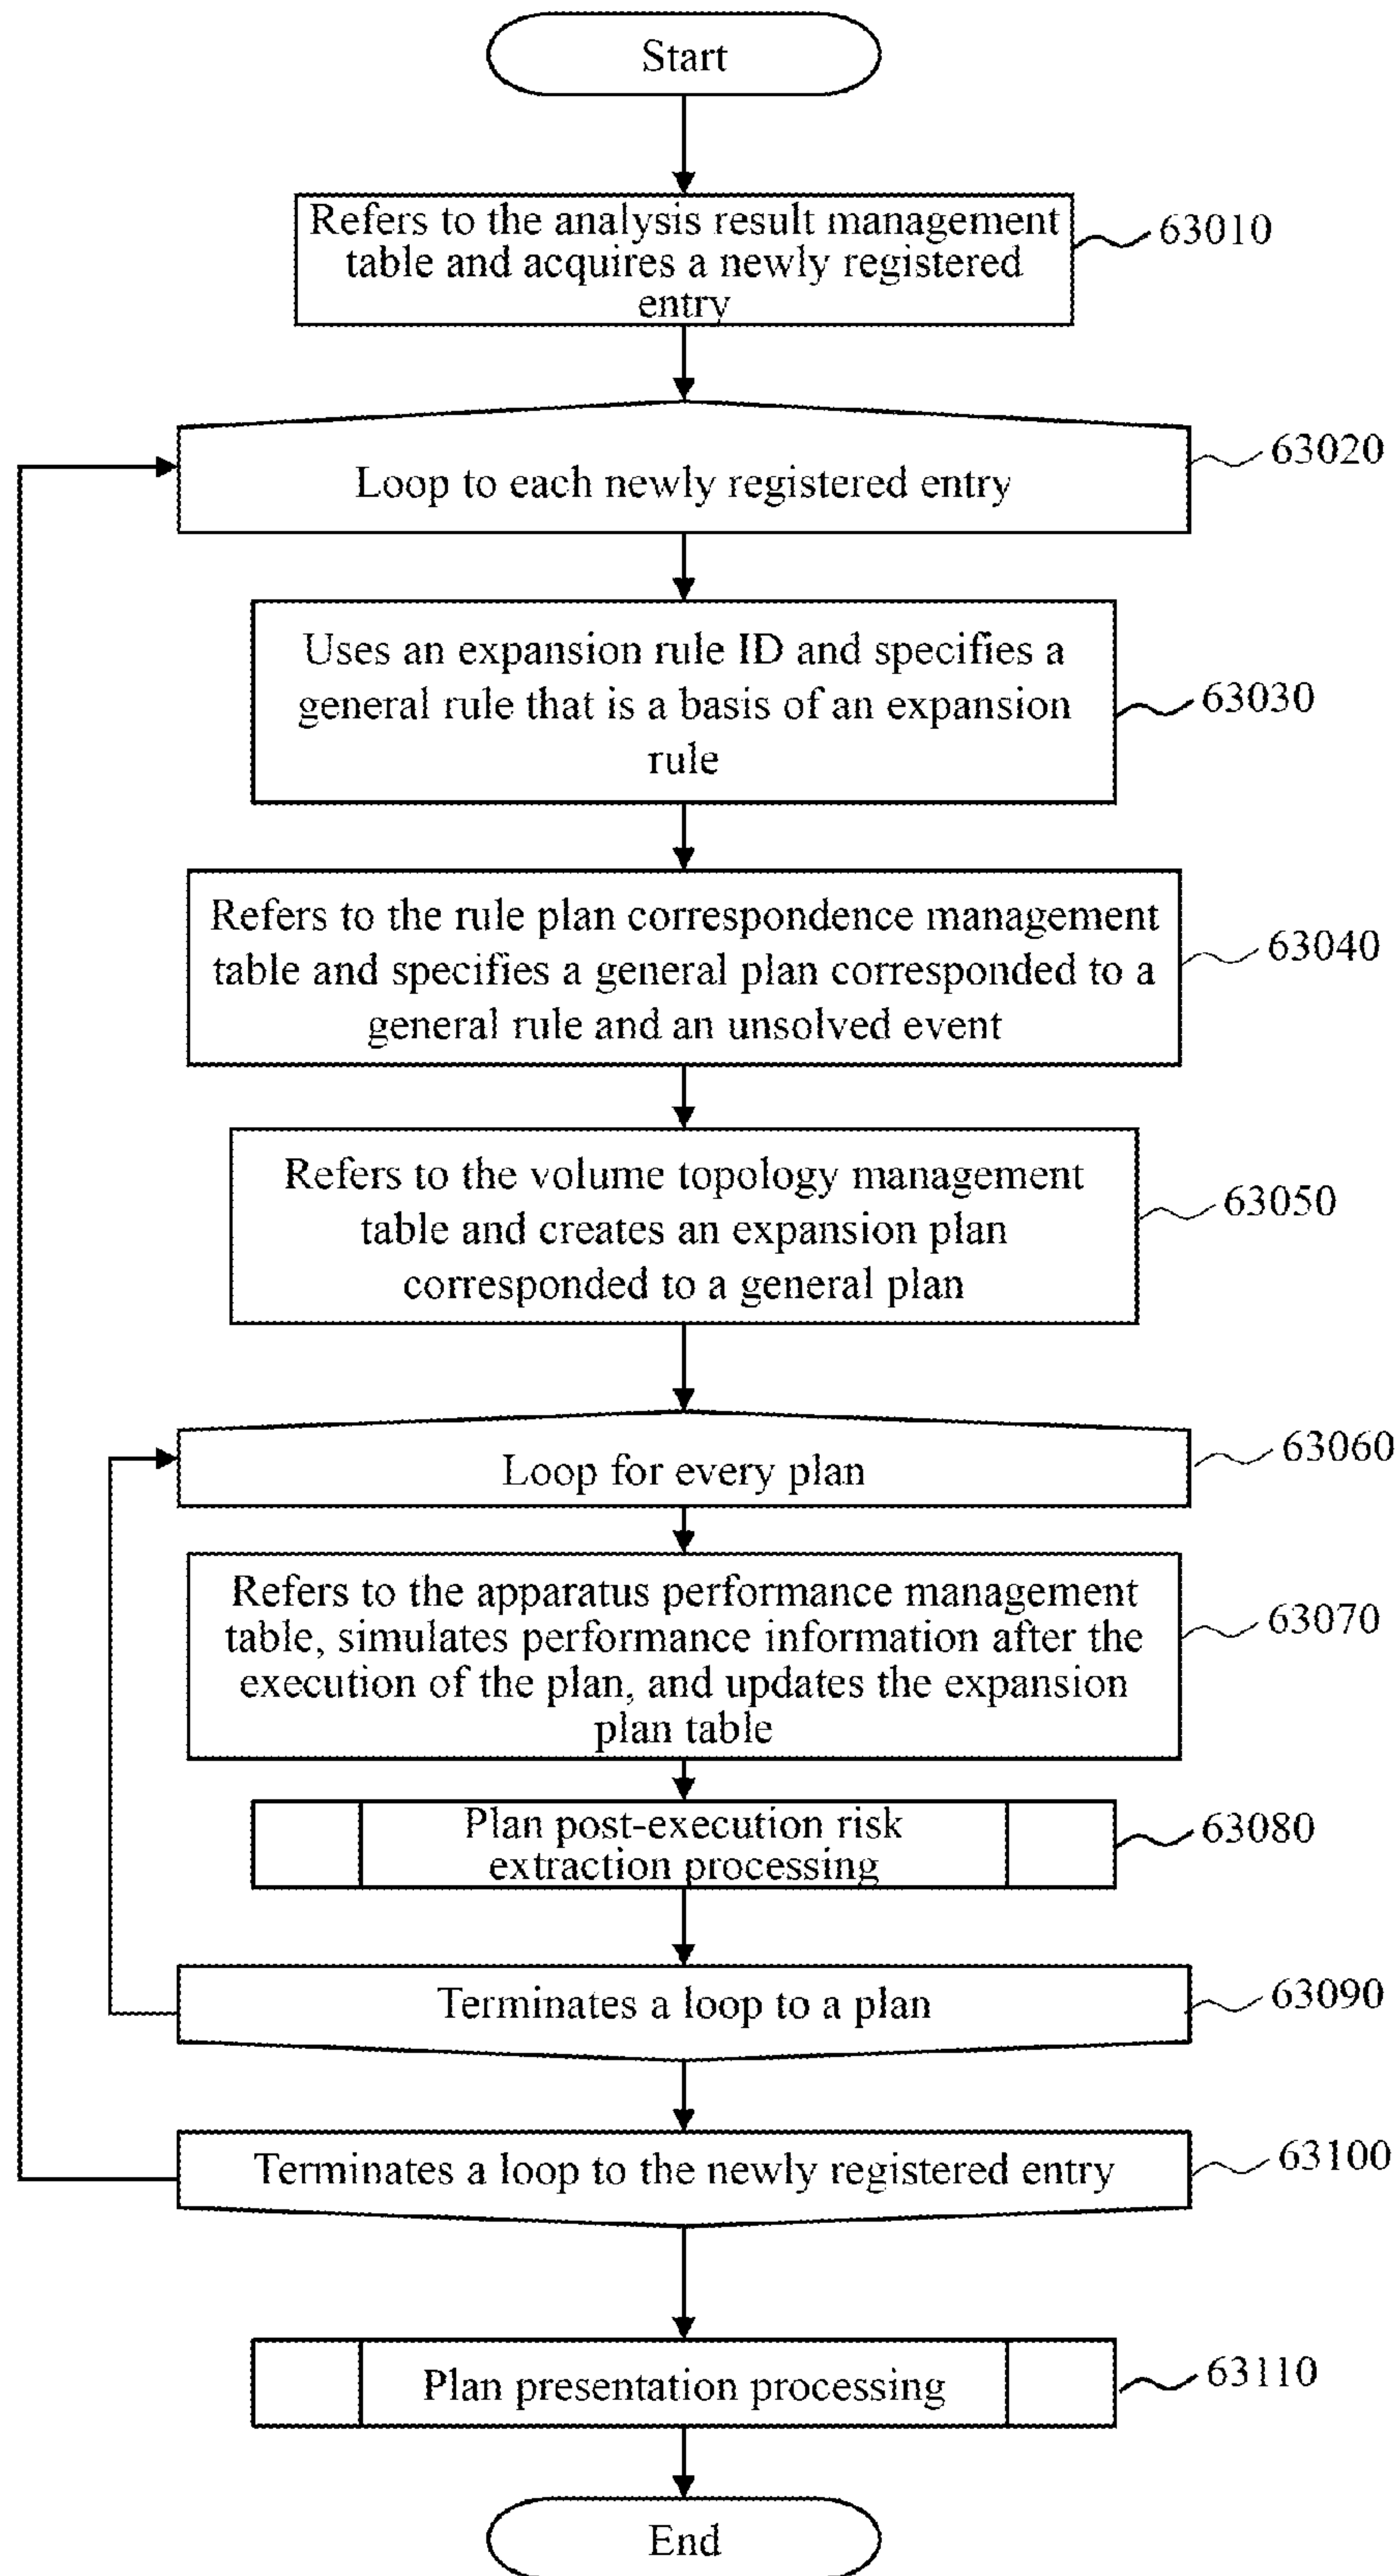 Start
Refers to the analysis result management
table and acquires a newly registered
entry
63010
Loop to each newly registered entry
63020
Uses an expansion rule ID and specifies a
general rule that is a basis of an expansion
rule
63030
Refers to the rule plan correspondence management
table and specifies a general plan corresponded to a
general rule and an unsolved event
63040
Refers to the volume topology management
table and creates an expansion plan
corresponded to a general plan
63050
Loop for every plan
63060
Refers to the apparatus performance management
table, simulates performance information after the
execution of the plan, and updates the expansion
plan table
63070
Plan post-execution risk
extraction processing
63080
Terminates a loop to a plan
63090
Terminates a loop to the newly registered entry
63100
Plan presentation processing
63110
End